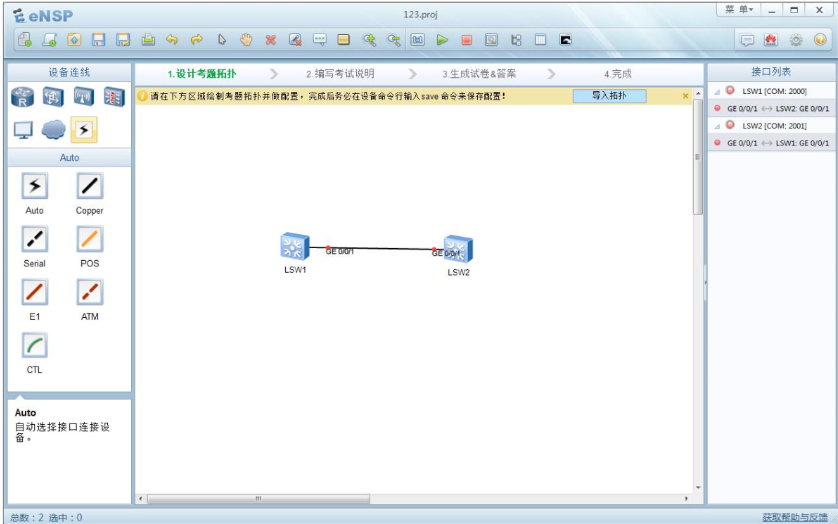 eNSP
123.proj
菜 单
设备连线
1.设计考题拓扑
2.编写考试说明
3.生成试卷&答案
4.完成
接口列表
请在下方区域绘制考题拓扑并做配置，完成后务必在设备命令行输入save 命令来保存配置！
导入拓扑
LSW1 [COM: 2000]
GE 0/0/1 <--> LSW2: GE 0/0/1
LSW2 [COM: 2001]
GE 0/0/1 <--> LSW1: GE 0/0/1
Auto
Auto
Copper
Serial
POS
E1
ATM
CTL
GE 0/0/1
GE 0/0/1
LSW1
LSW2
Auto
自动选择接口连接设
备。
总数：2 选中：0
获取帮助与反馈